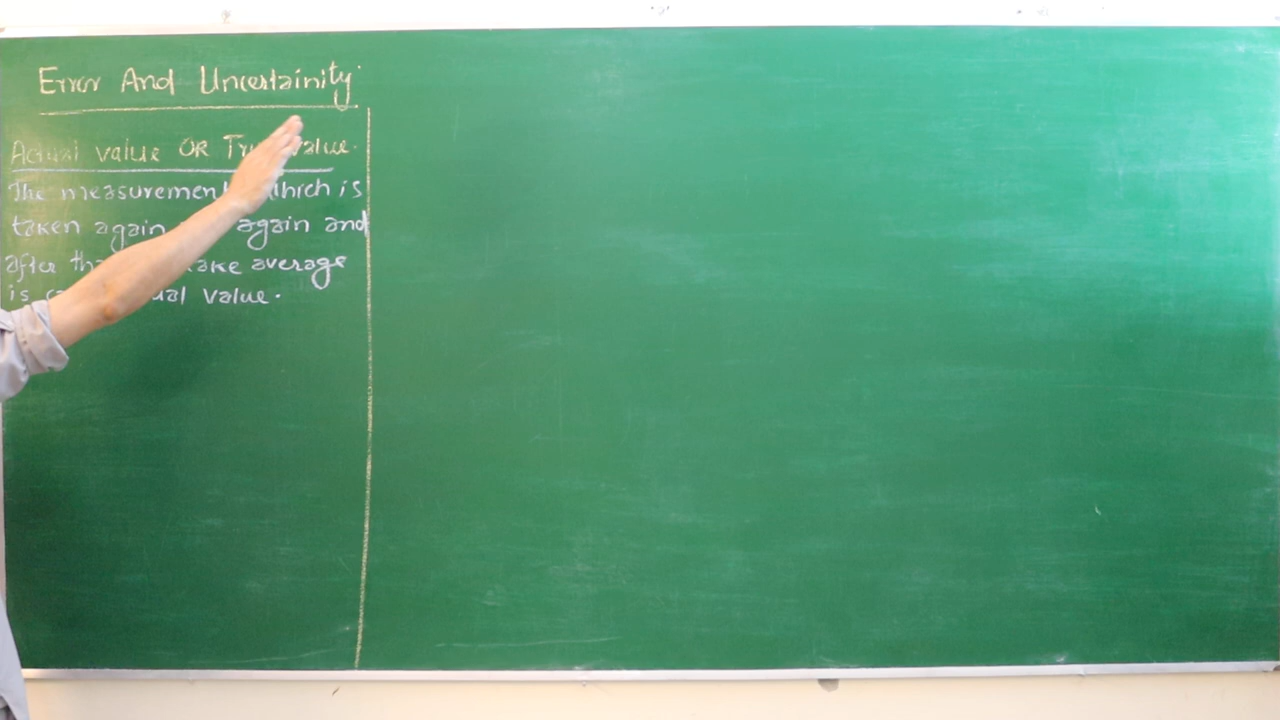 Error And Uncertainity
Actual value OR True value.
The measurement which is
taken again again and
after take average
is value.